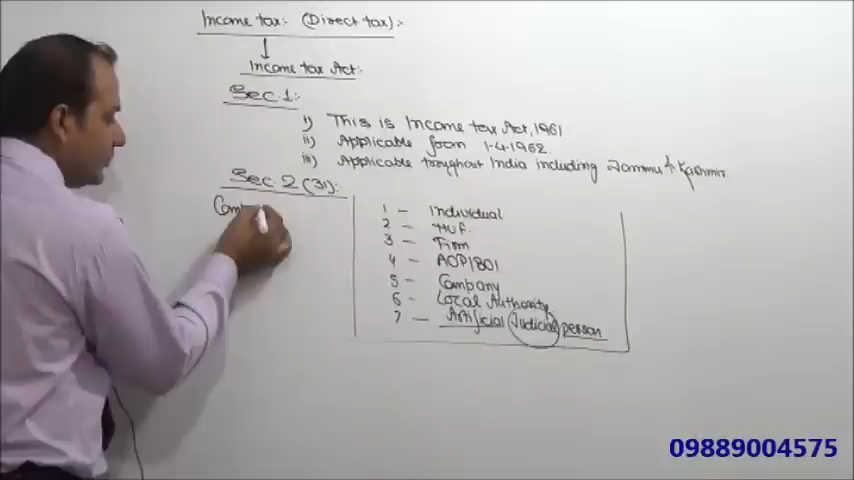 Income tax:- (Direct tax):-
Income tax Act:-
Sec.1:-
i) This is Income tax Act, 1961
ii) Applicable from 1-4-1962.
iii) Applicable troughout India including Jammu & Kashmir.
Sec.2 (31):-
1 - Individual
2 - HUF.
3 - Firm
4 - AOP/BOI
5 - Company
6 - Local Authority
7 - Artificial Judicial person
09889004575